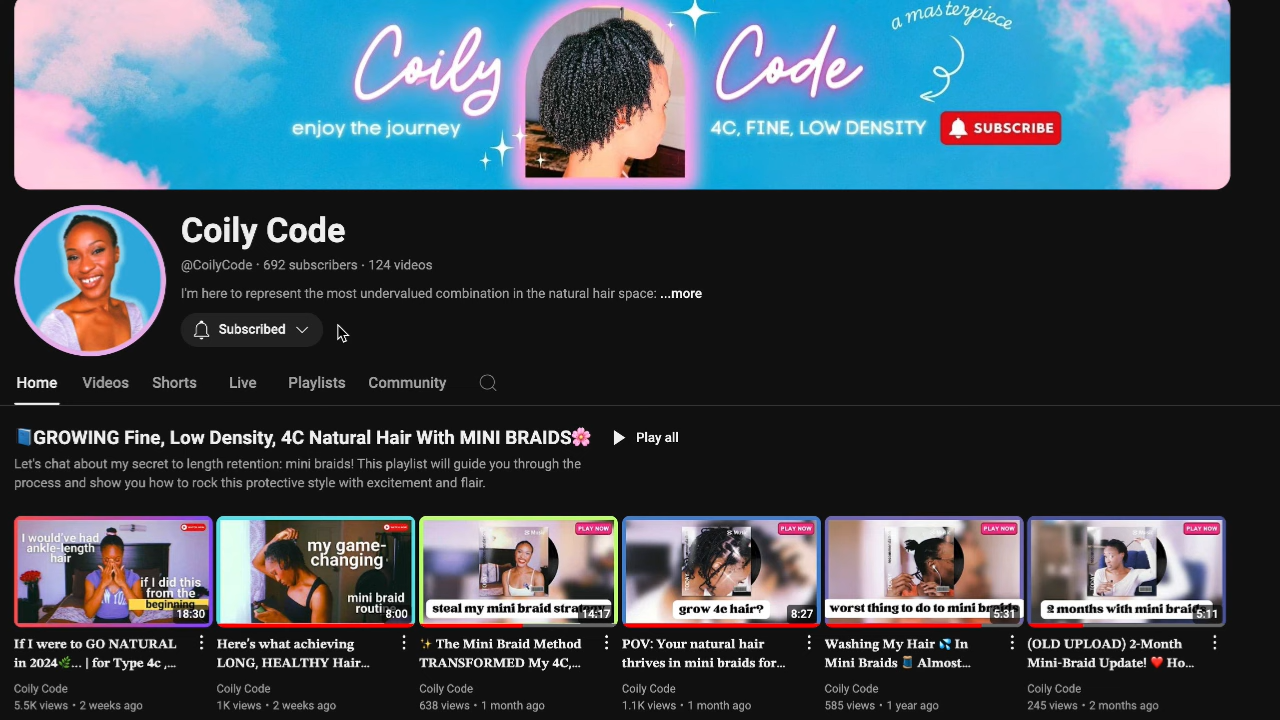 a masterpiece
Coily Code
enjoy the journey
4C, FINE, LOW DENSITY
SUBSCRIBE
Coily Code
@CoilyCode · 692 subscribers · 124 videos
I'm here to represent the most undervalued combination in the natural hair space: ...more
Subscribed
Home Videos Shorts Live Playlists Community
📘GROWING Fine, Low Density, 4C Natural Hair With MINI BRAIDS🌸 Play all
Let's chat about my secret to length retention: mini braids! This playlist will guide you through the
process and show you how to rock this protective style with excitement and flair.
I would've had
ankle-length
hair
if I did this
from the
beginning
18:30
my game-
changing
mini braid
routine
8:00
PLAY NOW
steal my mini braid
14:17
PLAY NOW
grow 4c hair?
8:27
PLAY NOW
worst thing to do to mini braids
5:31
PLAY NOW
2 months with mini braids
5:11
If I were to GO NATURAL
in 2024🌿... | for Type 4c ,...
Coily Code
5.5K views • 2 weeks ago
Here's what achieving
LONG, HEALTHY Hair...
Coily Code
1K views • 2 weeks ago
✨ The Mini Braid Method
TRANSFORMED My 4C,...
Coily Code
638 views • 1 month ago
POV: Your natural hair
thrives in mini braids for...
Coily Code
1.1K views • 1 month ago
Washing My Hair 💦 In
Mini Braids 🧵 Almost...
Coily Code
585 views • 1 year ago
(OLD UPLOAD) 2-Month
Mini-Braid Update! ❤️ Ho...
Coily Code
245 views • 2 months ago